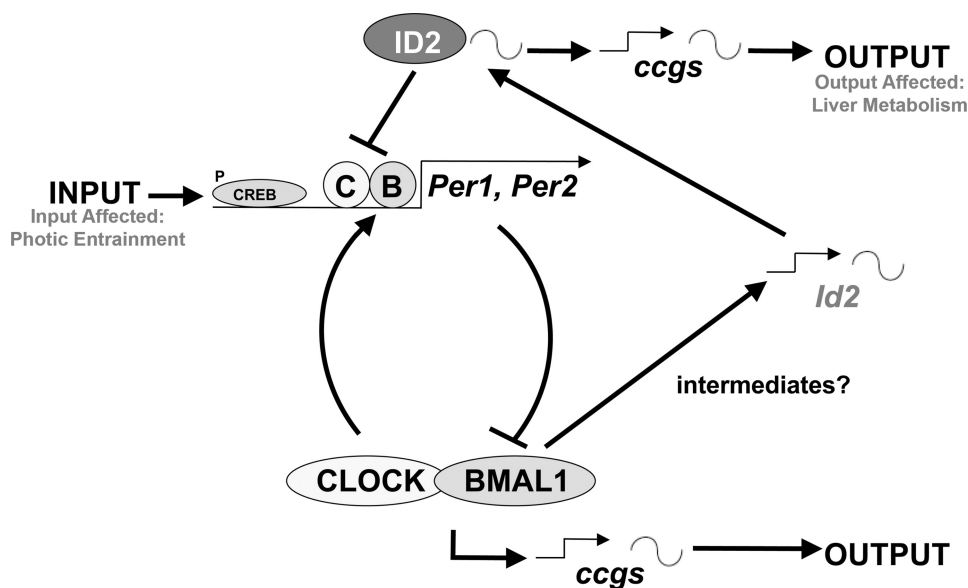 ID2
ccgs
OUTPUT
Output Affected:
Liver Metabolism
P
CREB
C
B
Per1, Per2
INPUT
Input Affected:
Photic Entrainment
Id2
intermediates?
CLOCK
BMAL1
ccgs
OUTPUT